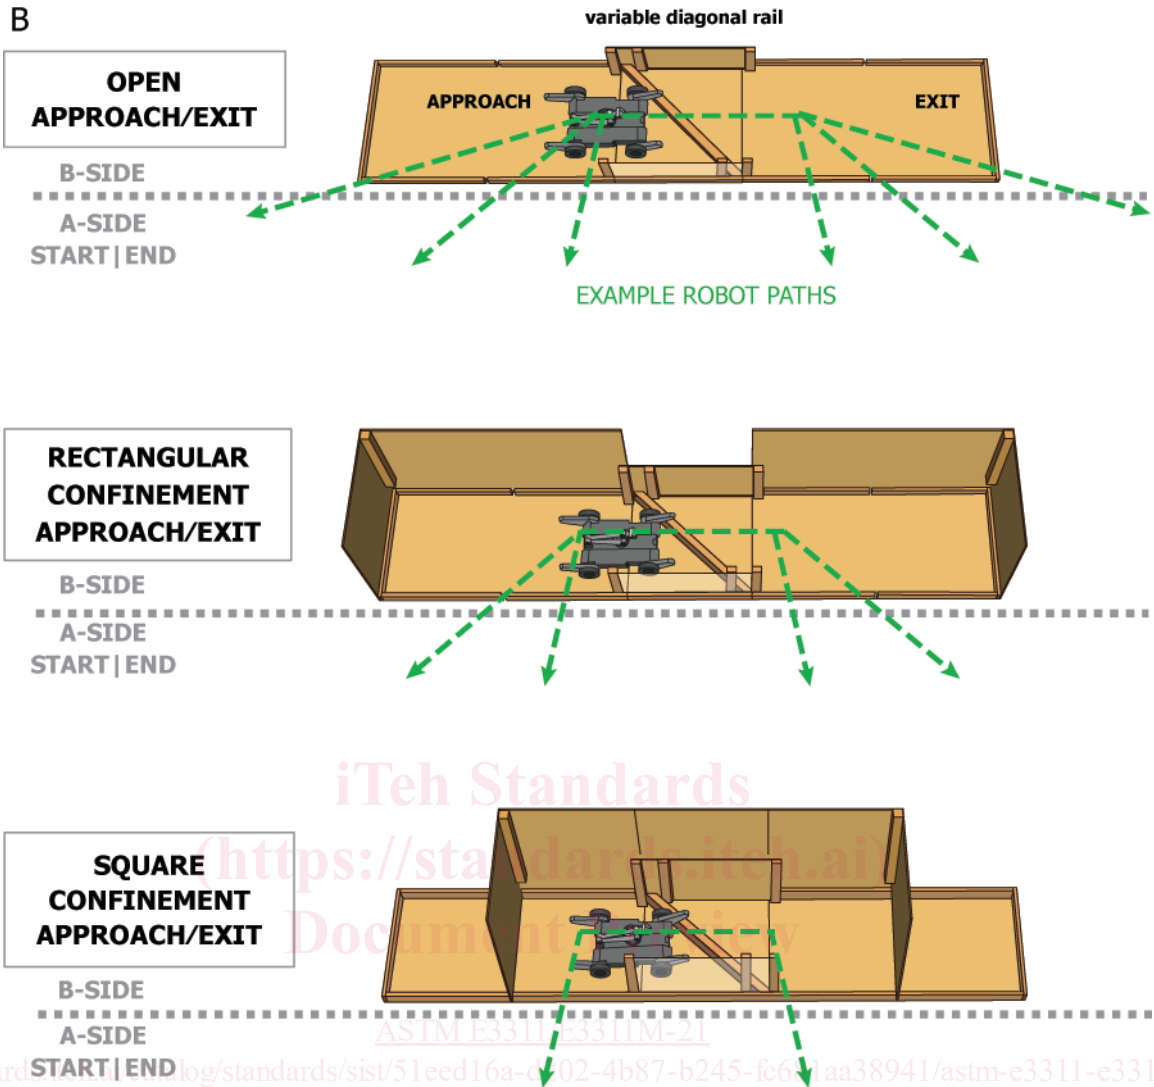 B
variable diagonal rail
OPEN
APPROACH/EXIT
APPROACH
EXIT
B-SIDE
A-SIDE
START|END
EXAMPLE ROBOT PATHS
RECTANGULAR
CONFINEMENT
APPROACH/EXIT
B-SIDE
A-SIDE
START|END
iTeh Standards
(https://standards.iteh.ai)
Document Preview
SQUARE
CONFINEMENT
APPROACH/EXIT
B-SIDE
A-SIDE
START|END
ASTM E3311/E3311M-21